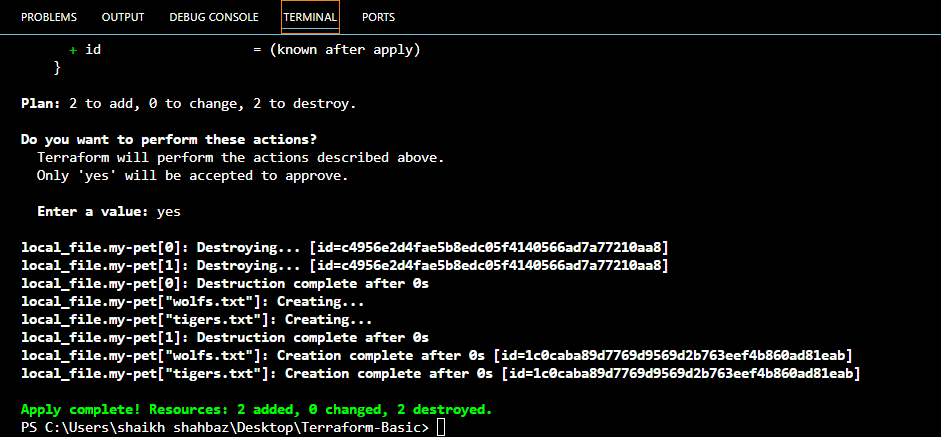 PROBLEMS OUTPUT DEBUG CONSOLE TERMINAL PORTS
+ id = (known after apply)
}
Plan: 2 to add, 0 to change, 2 to destroy.
Do you want to perform these actions?
Terraform will perform the actions described above.
Only 'yes' will be accepted to approve.
Enter a value: yes
local_file.my-pet[0]: Destroying... [id=c4956e2d4fae5b8edc05f4140566ad7a77210aa8]
local_file.my-pet[1]: Destroying... [id=c4956e2d4fae5b8edc05f4140566ad7a77210aa8]
local_file.my-pet[0]: Destruction complete after 0s
local_file.my-pet["wolfs.txt"]: Creating...
local_file.my-pet["tigers.txt"]: Creating...
local_file.my-pet[1]: Destruction complete after 0s
local_file.my-pet["wolfs.txt"]: Creation complete after 0s [id=1c0caba89d7769d9569d2b763eef4b860ad81eab]
local_file.my-pet["tigers.txt"]: Creation complete after 0s [id=1c0caba89d7769d9569d2b763eef4b860ad81eab]
Apply complete! Resources: 2 added, 0 changed, 2 destroyed.
PS C:\Users\shaikh shahbaz\Desktop\Terraform-Basic>